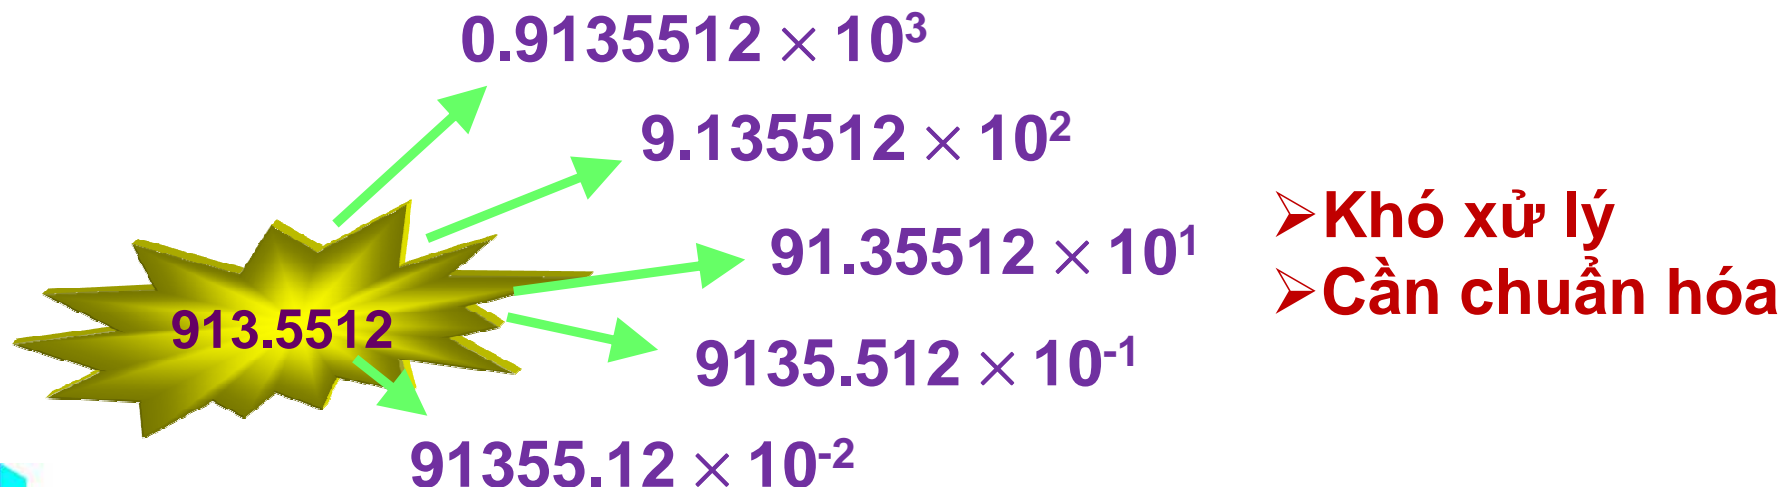 0.9135512 × 10³
9.135512 × 10²
91.35512 × 10¹
9135.512 × 10⁻¹
91355.12 × 10⁻²
913.5512
➢Khó xử lý
➢Cần chuẩn hóa